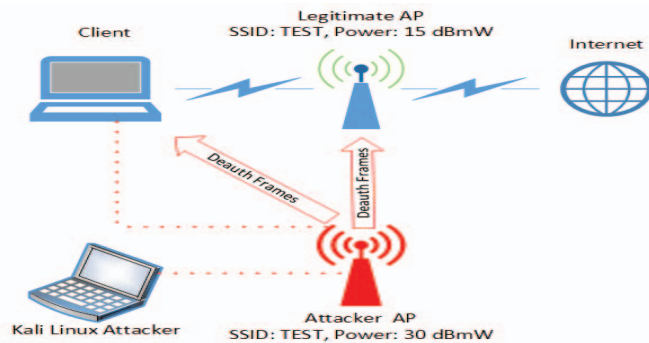 Legitimate AP
Client
SSID: TEST, Power: 15 dBmW
Internet
Deauth Frames
Deauth Frames
Kali Linux Attacker
Attacker AP
SSID: TEST, Power: 30 dBmW